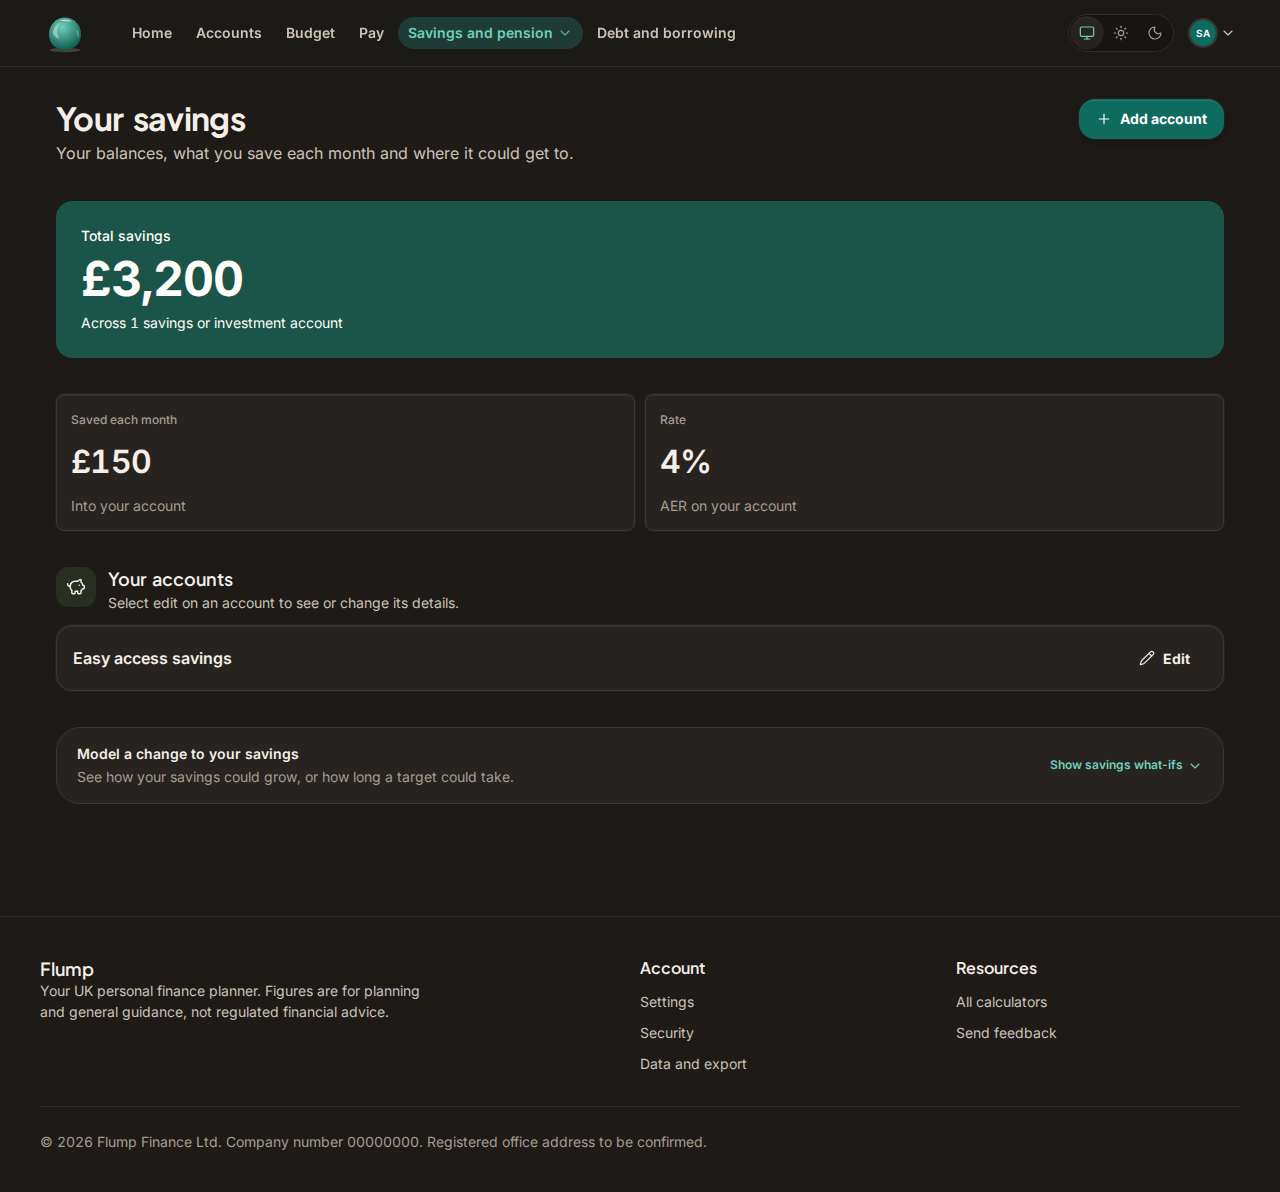 Home
Accounts
Budget
Pay
Savings and pension
Debt and borrowing
SA
Your savings
Your balances, what you save each month and where it could get to.
Add account
Total savings
£3,200
Across 1 savings or investment account
Saved each month
£150
Into your account
Rate
4%
AER on your account
Your accounts
Select edit on an account to see or change its details.
Easy access savings
Edit
Model a change to your savings
See how your savings could grow, or how long a target could take.
Show savings what-ifs
Flump
Your UK personal finance planner. Figures are for planning
and general guidance, not regulated financial advice.
Account
Settings
Security
Data and export
Resources
All calculators
Send feedback
© 2026 Flump Finance Ltd. Company number 00000000. Registered office address to be confirmed.